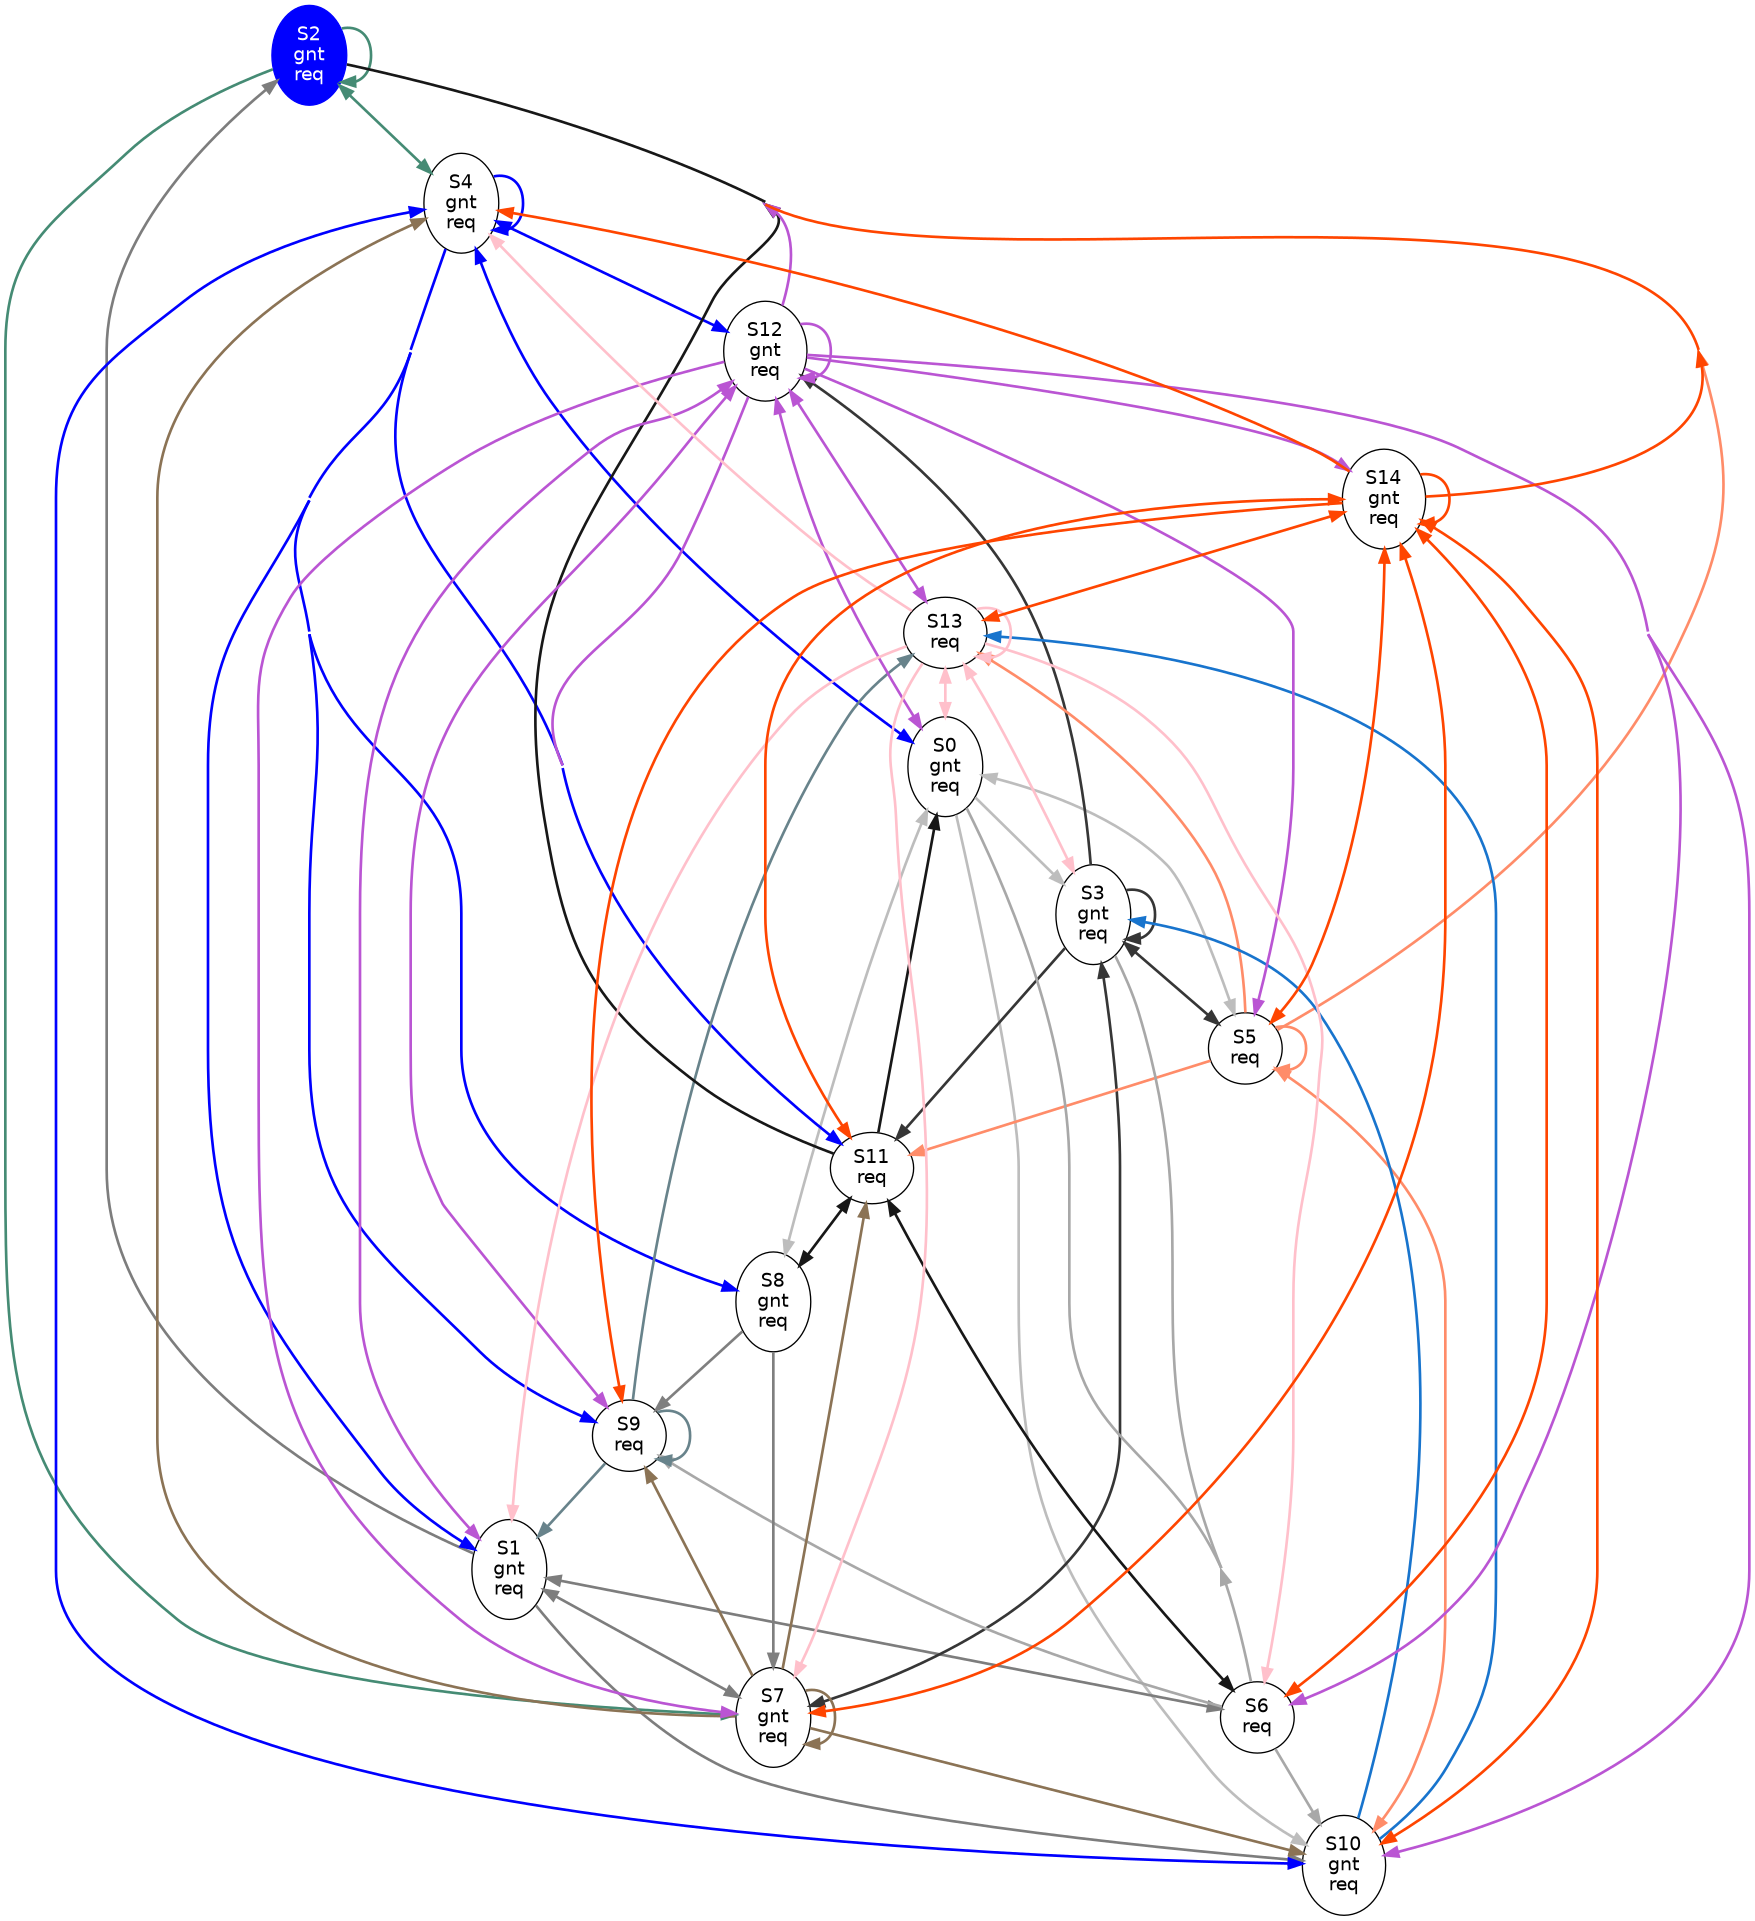 S2
gnt
req
S4
gnt
req
S12
gnt
req
S14
gnt
req
S13
req
S0
gnt
req
S3
gnt
req
S5
req
S11
req
S8
gnt
req
S9
req
S1
gnt
req
S7
gnt
req
S6
req
S10
gnt
req